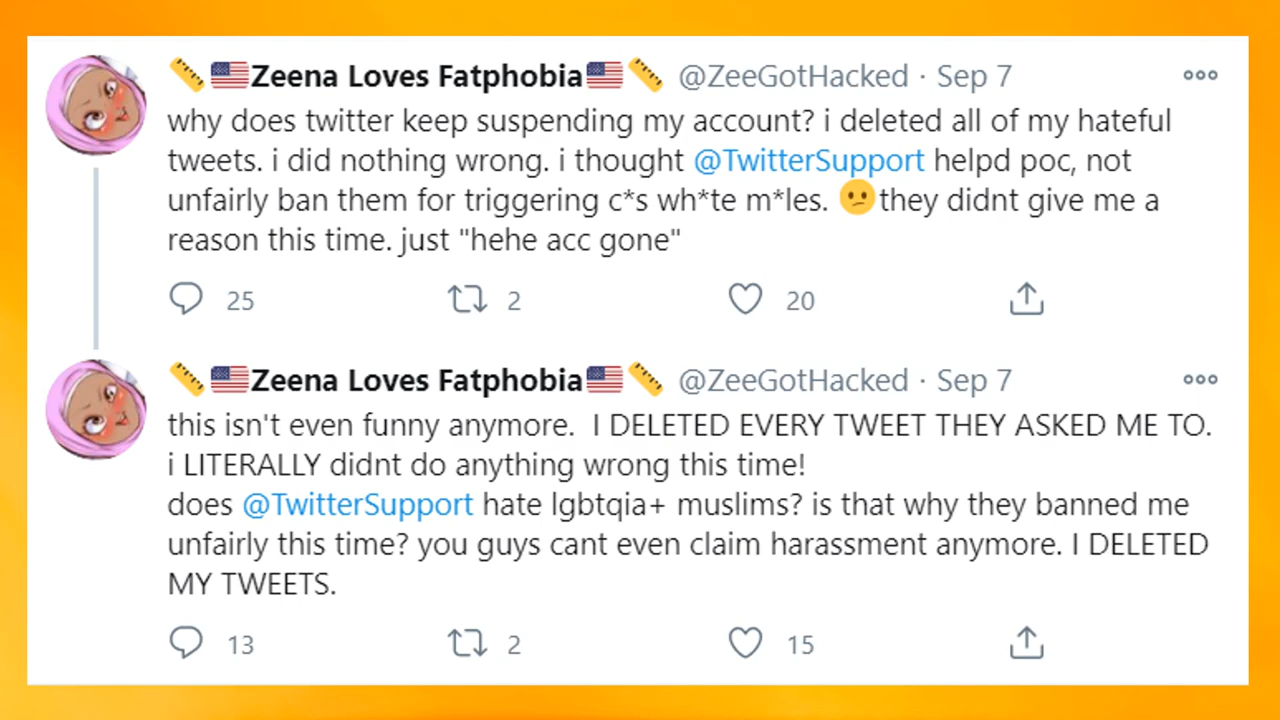 📏🇺🇸Zeena Loves Fatphobia🇺🇸📏 @ZeeGotHacked · Sep 7
why does twitter keep suspending my account? i deleted all of my hateful
tweets. i did nothing wrong. i thought @TwitterSupport helpd poc, not
unfairly ban them for triggering c*s wh*te m*les. 😕they didnt give me a
reason this time. just "hehe acc gone"
25 2 20
📏🇺🇸Zeena Loves Fatphobia🇺🇸📏 @ZeeGotHacked · Sep 7
this isn't even funny anymore. I DELETED EVERY TWEET THEY ASKED ME TO.
i LITERALLY didnt do anything wrong this time!
does @TwitterSupport hate lgbtqia+ muslims? is that why they banned me
unfairly this time? you guys cant even claim harassment anymore. I DELETED
MY TWEETS.
13 2 15